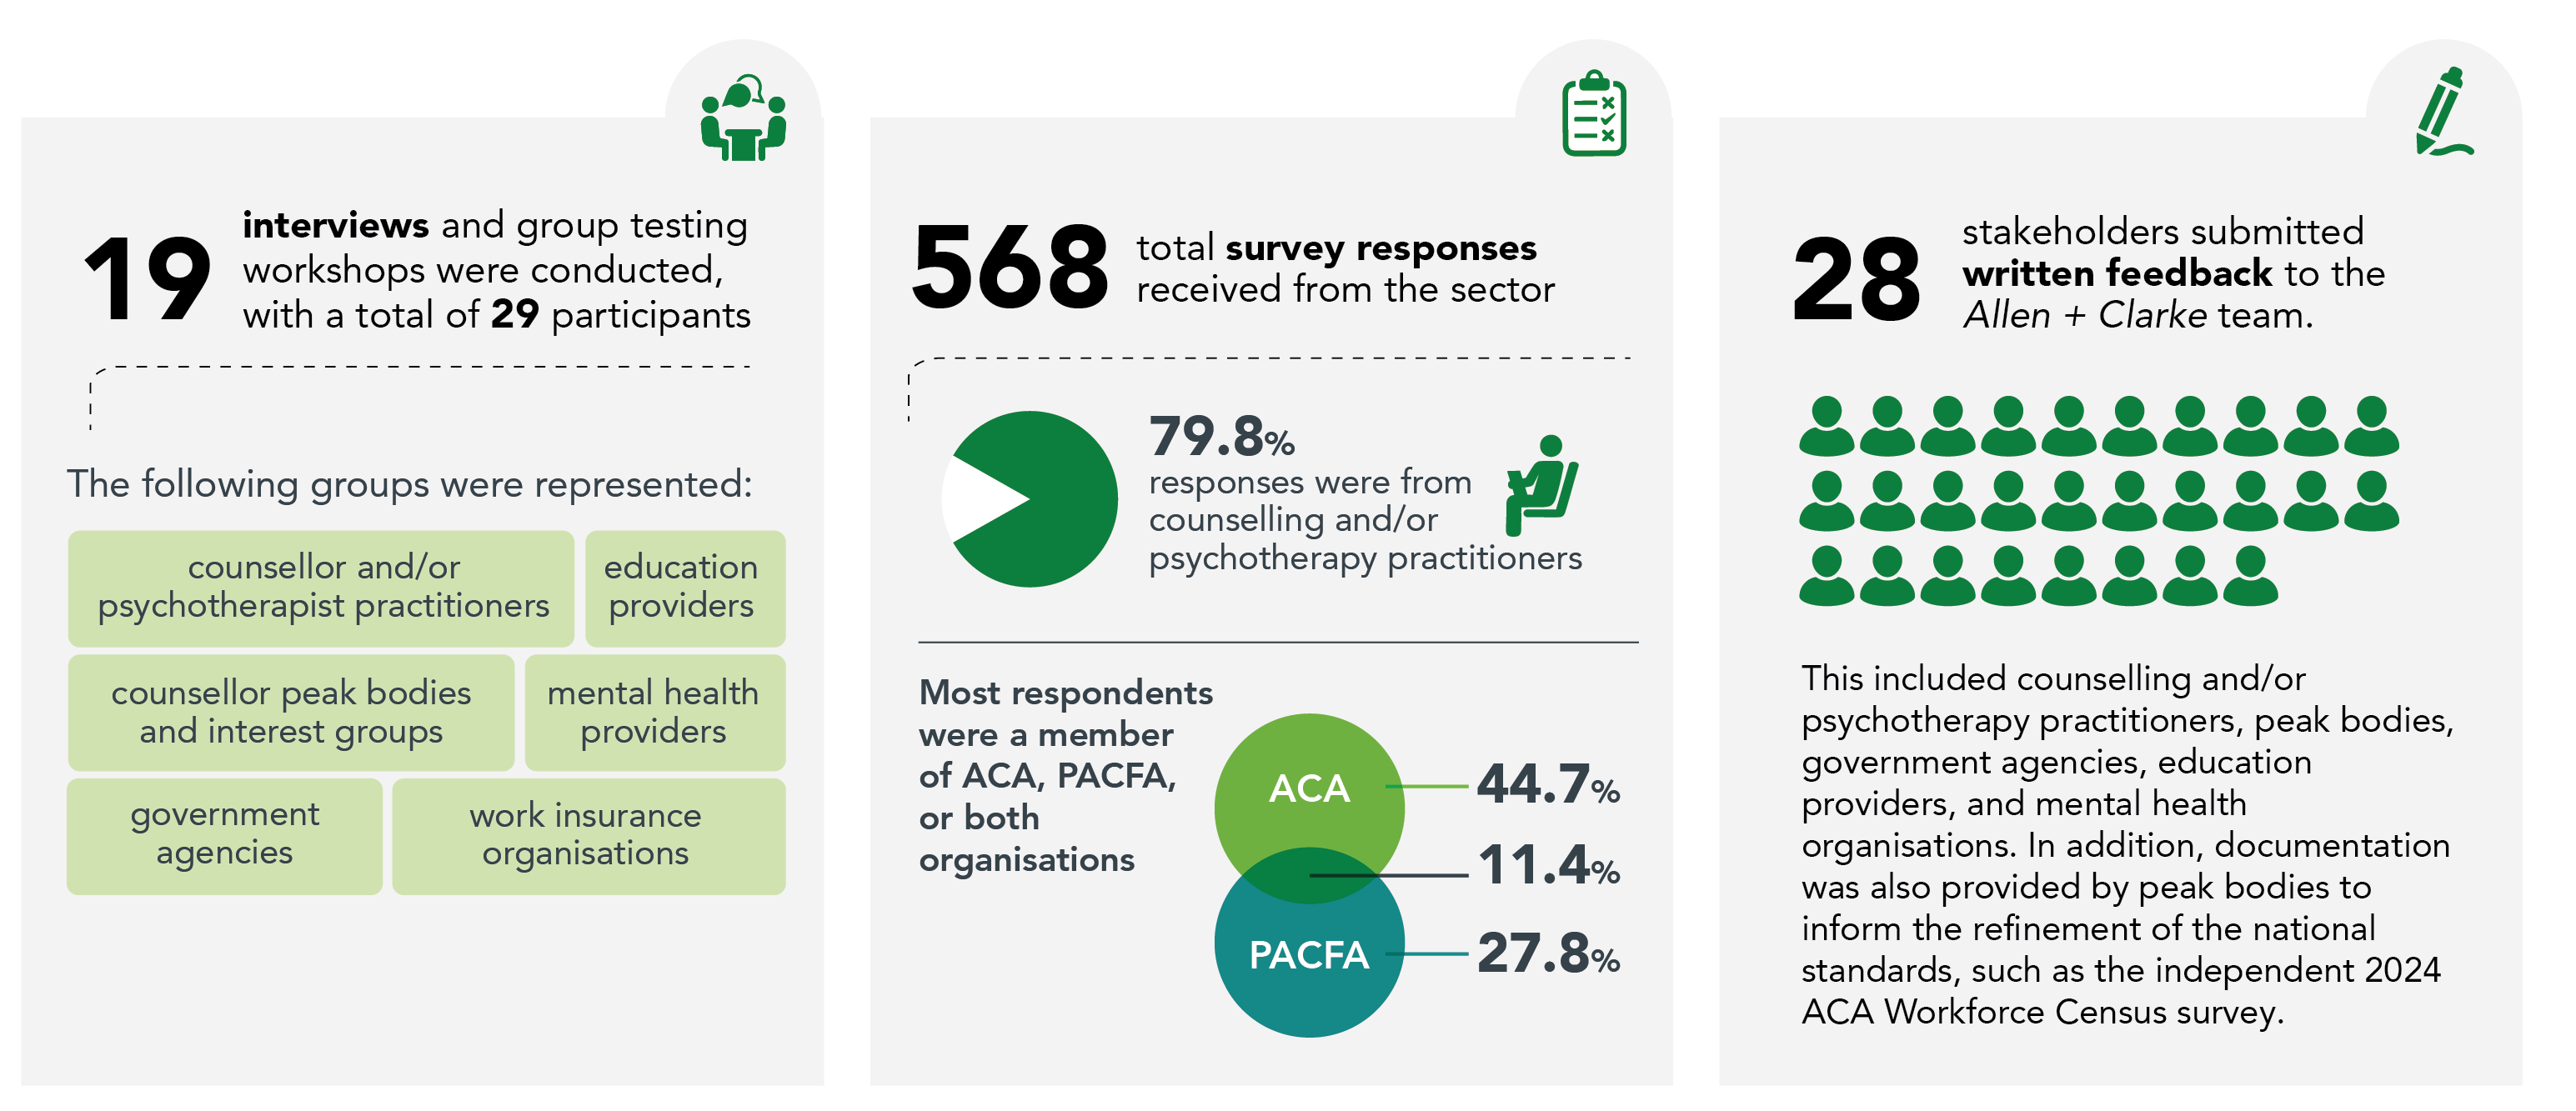 19
interviews and group testing
workshops were conducted,
with a total of 29 participants
The following groups were represented:
counsellor and/or
psychotherapist practitioners
education
providers
counsellor peak bodies
and interest groups
mental health
providers
government
agencies
work insurance
organisations
568
total survey responses
received from the sector
79.8%
responses were from
counselling and/or
psychotherapy practitioners
Most respondents
were a member
of ACA, PACFA,
or both
organisations
ACA
44.7%
11.4%
PACFA
27.8%
28
stakeholders submitted
written feedback to the
Allen + Clarke team.
This included counselling and/or
psychotherapy practitioners, peak bodies,
government agencies, education
providers, and mental health
organisations. In addition, documentation
was also provided by peak bodies to
inform the refinement of the national
standards, such as the independent 2024
ACA Workforce Census survey.